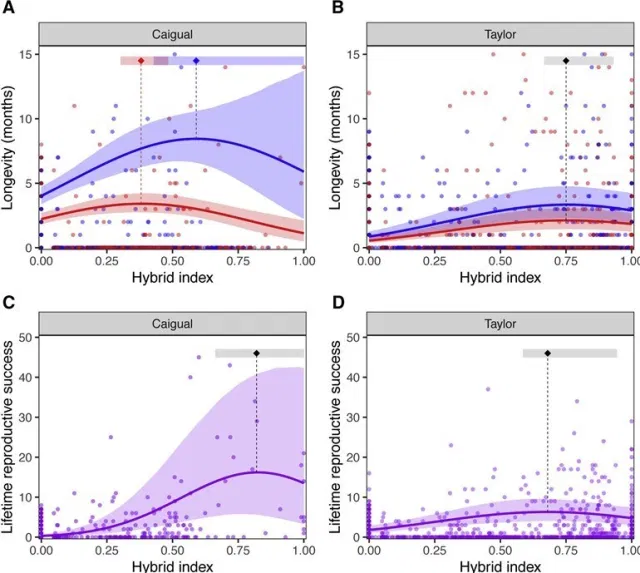 A
Caigual
Longevity (months)
15
10
5
0
0.00 0.25 0.50 0.75 1.00
Hybrid index
B
Taylor
Longevity (months)
15
10
5
0
0.00 0.25 0.50 0.75 1.00
Hybrid index
C
Caigual
Lifetime reproductive success
50
40
30
20
10
0
0.00 0.25 0.50 0.75 1.00
Hybrid index
D
Taylor
Lifetime reproductive success
50
40
30
20
10
0
0.00 0.25 0.50 0.75 1.00
Hybrid index